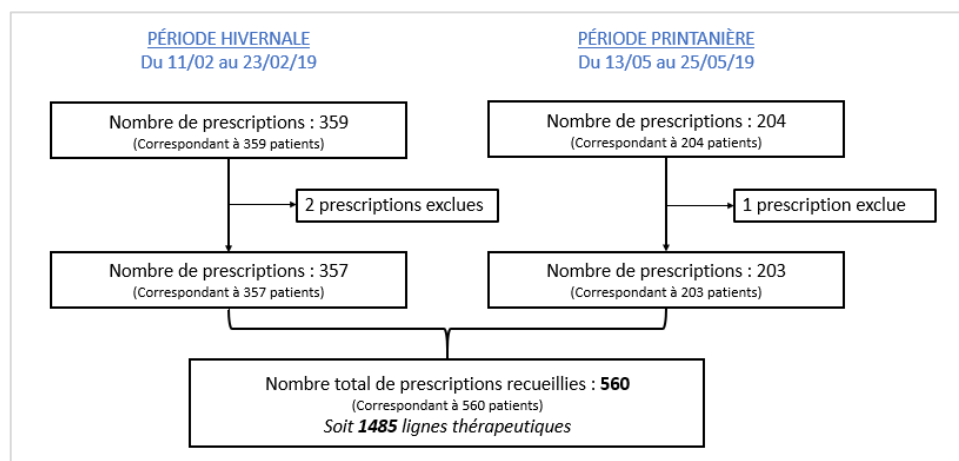 PÉRIODE HIVERNALE
Du 11/02 au 23/02/19
PÉRIODE PRINTANIÈRE
Du 13/05 au 25/05/19
Nombre de prescriptions : 359
(Correspondant à 359 patients)
Nombre de prescriptions : 204
(Correspondant à 204 patients)
2 prescriptions exclues
1 prescription exclue
Nombre de prescriptions : 357
(Correspondant à 357 patients)
Nombre de prescriptions : 203
(Correspondant à 203 patients)
Nombre total de prescriptions recueillies : 560
(Correspondant à 560 patients)
Soit 1485 lignes thérapeutiques